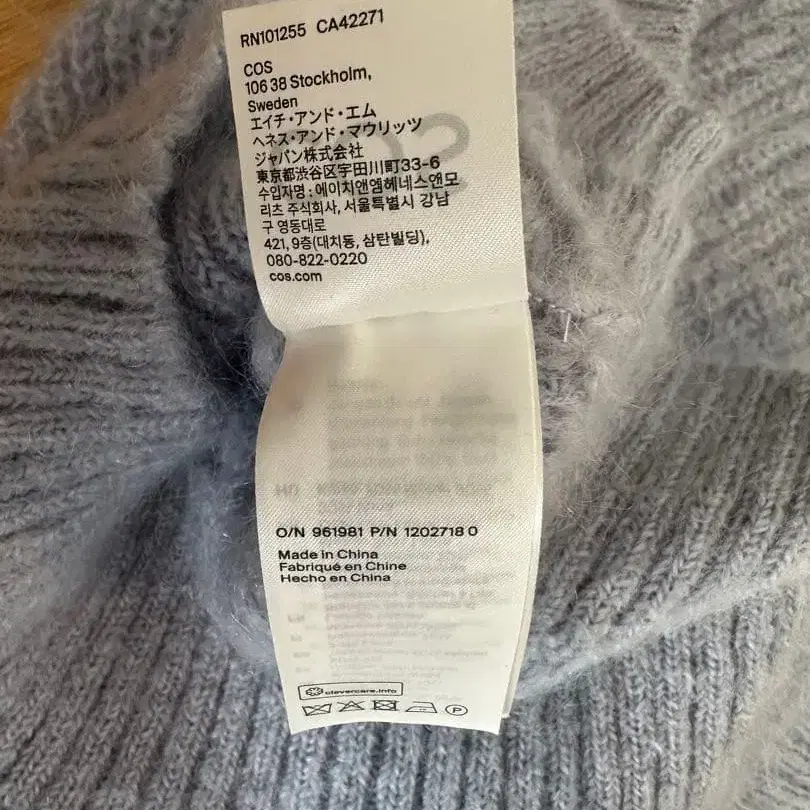 RN101255 CA42271
COS
106 38 Stockholm,
Sweden
エイチ・アンド・エム
ヘネス・アンド・マウリッツ
ジャパン株式会社
東京都渋谷区宇田川町33-6
수입자명 : 에이치앤엠헤네스앤모
리츠 주식회사, 서울특별시 강남
구 영동대로
421, 9층(대치동, 삼탄빌딩),
080-822-0220
cos.com
O/N 961981 P/N 1202718 0
Made in China
Fabriqué en Chine
Hecho en China
clevercare.info
P